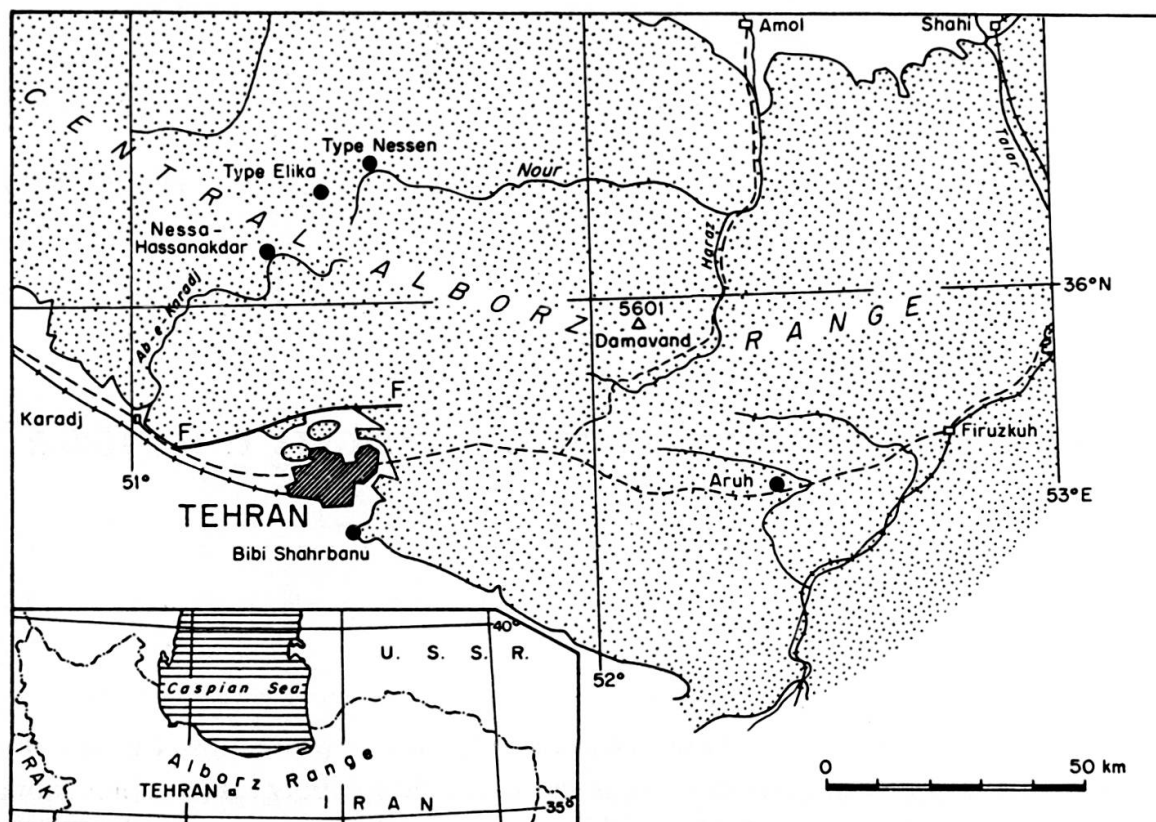 Amol
Shahi
CENTRAL ALBORZ RANGE
Type Nessen
Type Elika
Nour
Talar
Nessa-
Hassanakdar
Haraz
Ab e Karadj
36°N
5601
Damavand
F
F
Karadj
Firuzkuh
51°
Aruh
53°E
TEHRAN
Bibi Shahrbanu
52°
40°
U. S. S. R.
Caspian Sea
Alborz Range
IRAK
TEHRAN
IRAN
35°
0 50 km